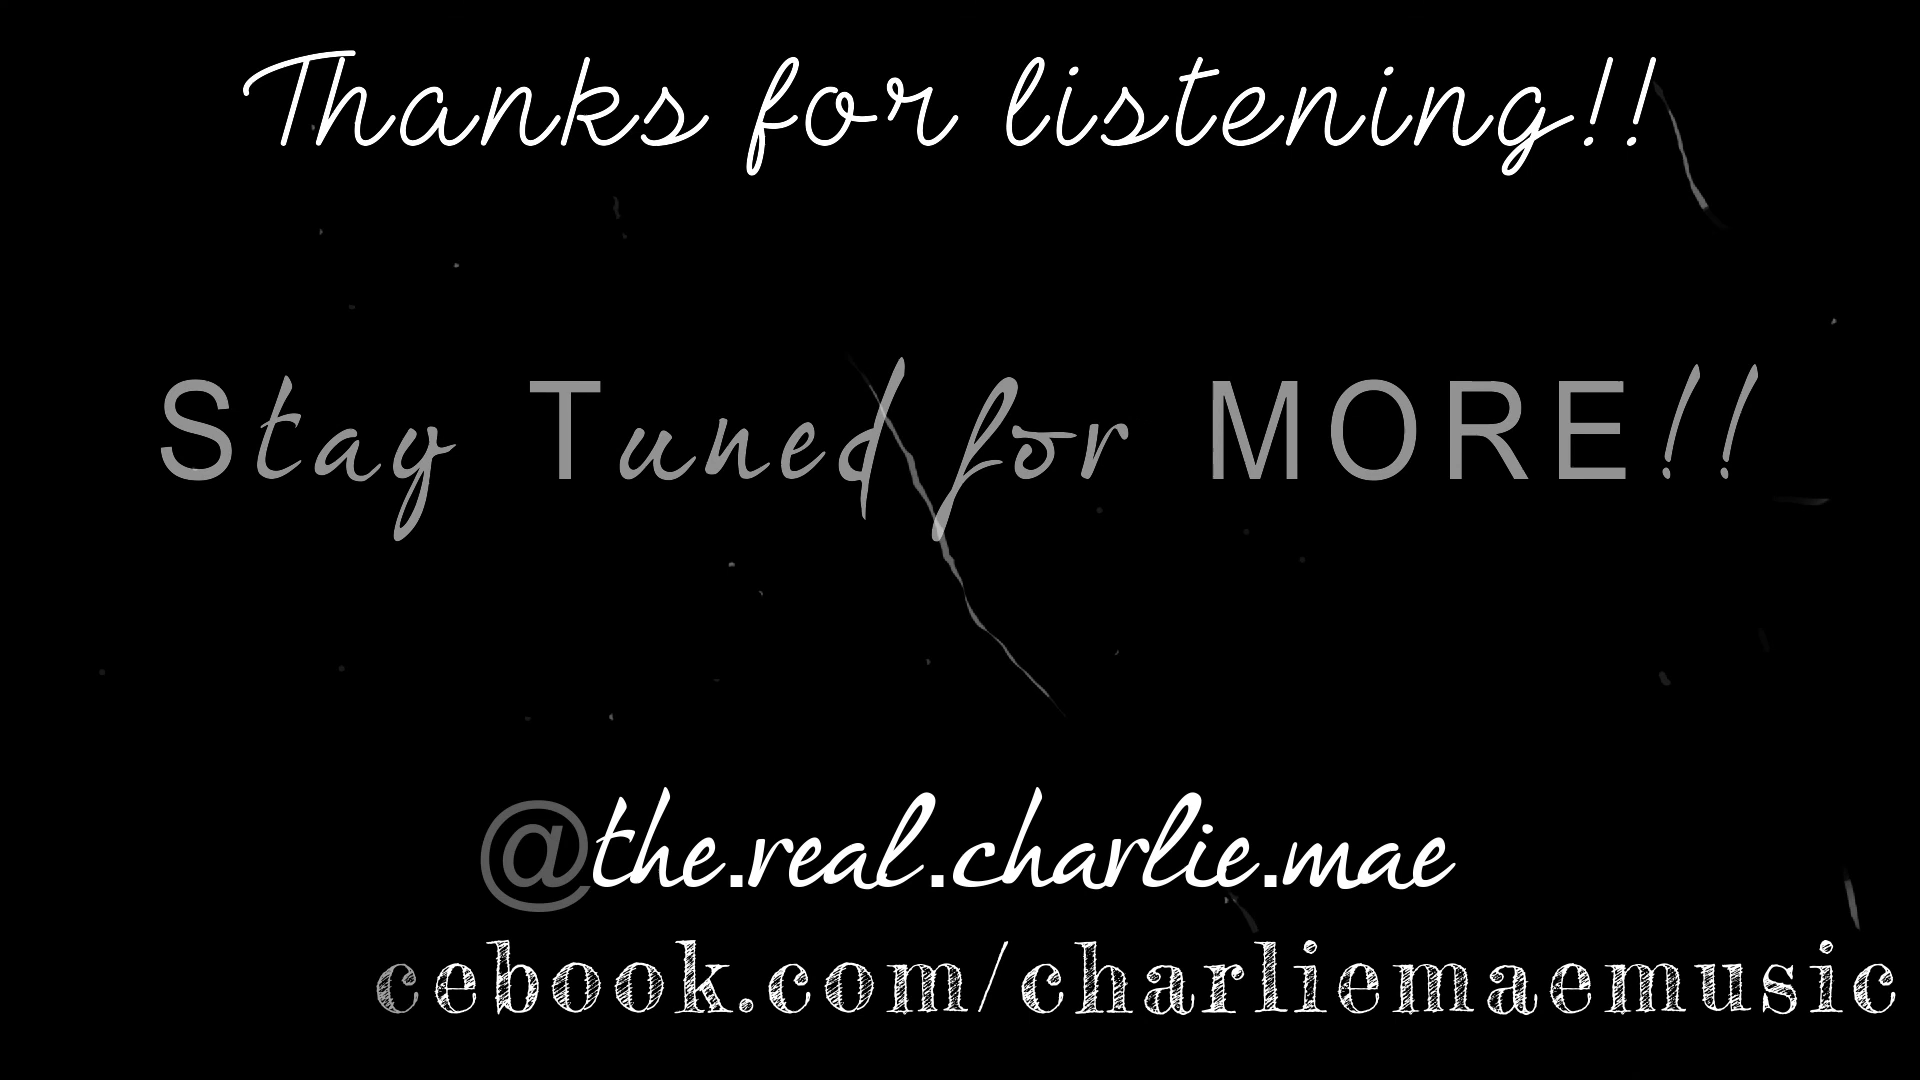 Thanks for listening!!
Stay Tuned for MORE!!
@the.real.charlie.mae
cebook.com/charliemaemusic